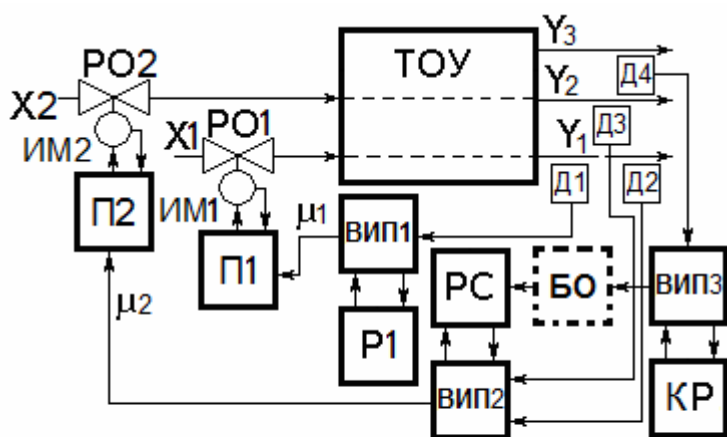 РО2
ТОУ
Y3
Д4
X2
Y2
X1
РО1
Y1
Д3
ИМ2
Д1
Д2
П2
ИМ1
μ1
ВИП1
П1
РС
БО
ВИП3
μ2
Р1
ВИП2
КР